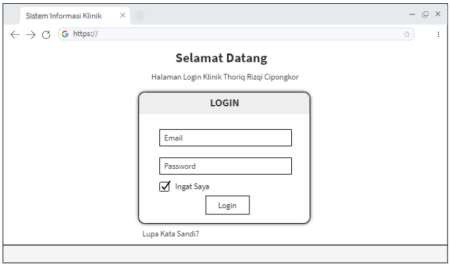 Sistem Informasi Klinik
https://
Selamat Datang
Halaman Login Klinik Thoriq Rizqi Cipongkor
LOGIN
Email
Password
Ingat Saya
Login
Lupa Kata Sandi?